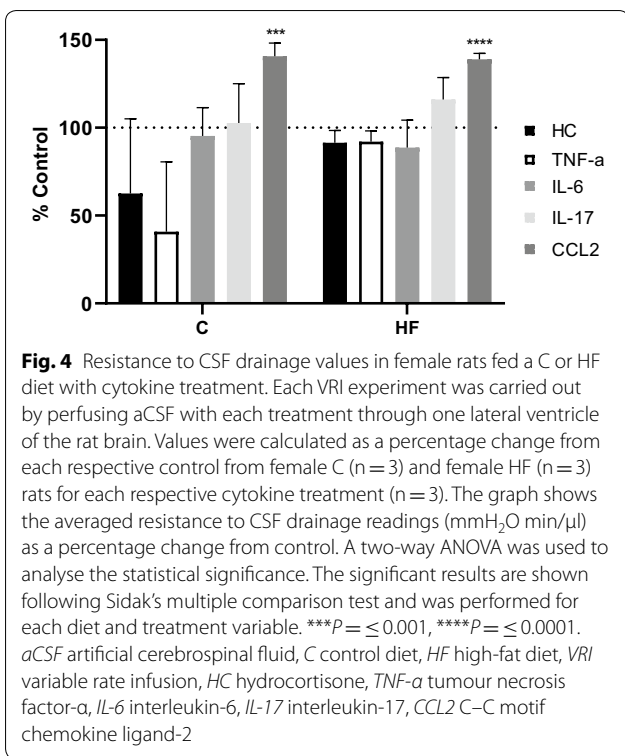 150
***
****
100
50
0
% Control
C
HF
HC
TNF-a
IL-6
IL-17
CCL2
Fig. 4 Resistance to CSF drainage values in female rats fed a C or HF
diet with cytokine treatment. Each VRI experiment was carried out
by perfusing aCSF with each treatment through one lateral ventricle
of the rat brain. Values were calculated as a percentage change from
each respective control from female C (n = 3) and female HF (n = 3)
rats for each respective cytokine treatment (n = 3). The graph shows
the averaged resistance to CSF drainage readings (mmH₂O min/µl)
as a percentage change from control. A two-way ANOVA was used to
analyse the statistical significance. The significant results are shown
following Sidak's multiple comparison test and was performed for
each diet and treatment variable. ***P = ≤ 0.001, ****P = ≤ 0.0001.
aCSF artificial cerebrospinal fluid, C control diet, HF high-fat diet, VRI
variable rate infusion, HC hydrocortisone, TNF-α tumour necrosis
factor-α, IL-6 interleukin-6, IL-17 interleukin-17, CCL2 C–C motif
chemokine ligand-2